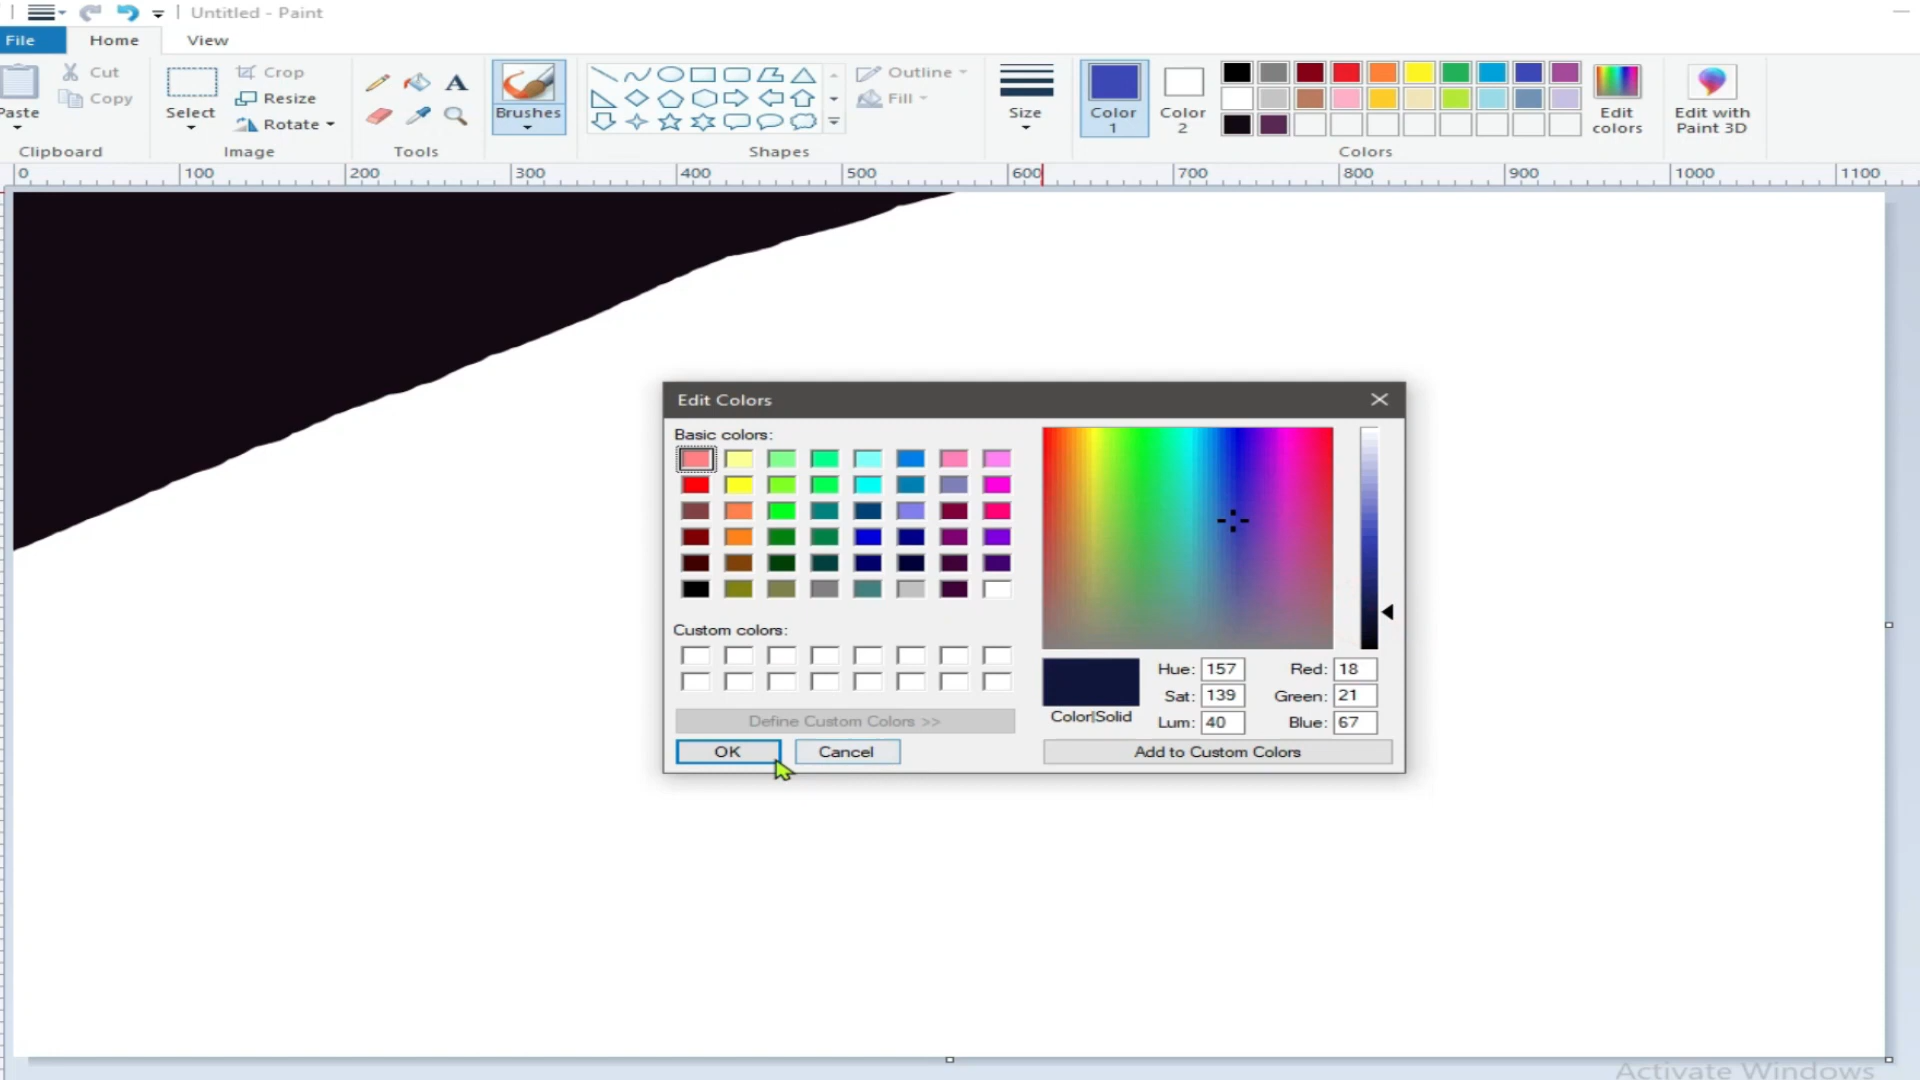 Untitled - Paint
File Home View
Paste
Cut
Copy
Clipboard
Select
Crop
Resize
Rotate
Image
A
Tools
Brushes
Shapes
Outline
Fill
Size
Color 1
Color 2
Edit colors
Colors
Edit with Paint 3D
0 100 200 300 400 500 600 700 800 900 1000 1100
Edit Colors
Basic colors:
Custom colors:
Define Custom Colors >>
OK Cancel
Color|Solid
Hue: 157 Red: 18
Sat: 139 Green: 21
Lum: 40 Blue: 67
Add to Custom Colors
Activate Windows